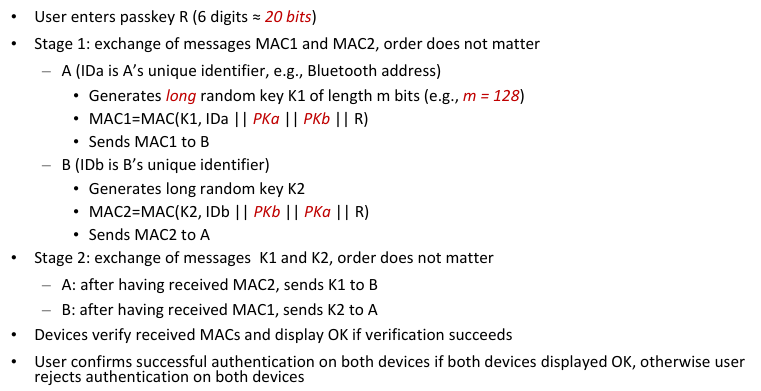 • User enters passkey R (6 digits ≈ 20 bits)
• Stage 1: exchange of messages MAC1 and MAC2, order does not matter
– A (IDa is A’s unique identifier, e.g., Bluetooth address)
• Generates long random key K1 of length m bits (e.g., m = 128)
• MAC1=MAC(K1, IDa || PKa || PKb || R)
• Sends MAC1 to B
– B (IDb is B’s unique identifier)
• Generates long random key K2
• MAC2=MAC(K2, IDb || PKb || PKa || R)
• Sends MAC2 to A
• Stage 2: exchange of messages  K1 and K2, order does not matter
– A: after having received MAC2, sends K1 to B
– B: after having received MAC1, sends K2 to A
• Devices verify received MACs and display OK if verification succeeds
• User confirms successful authentication on both devices if both devices displayed OK, otherwise user
rejects authentication on both devices